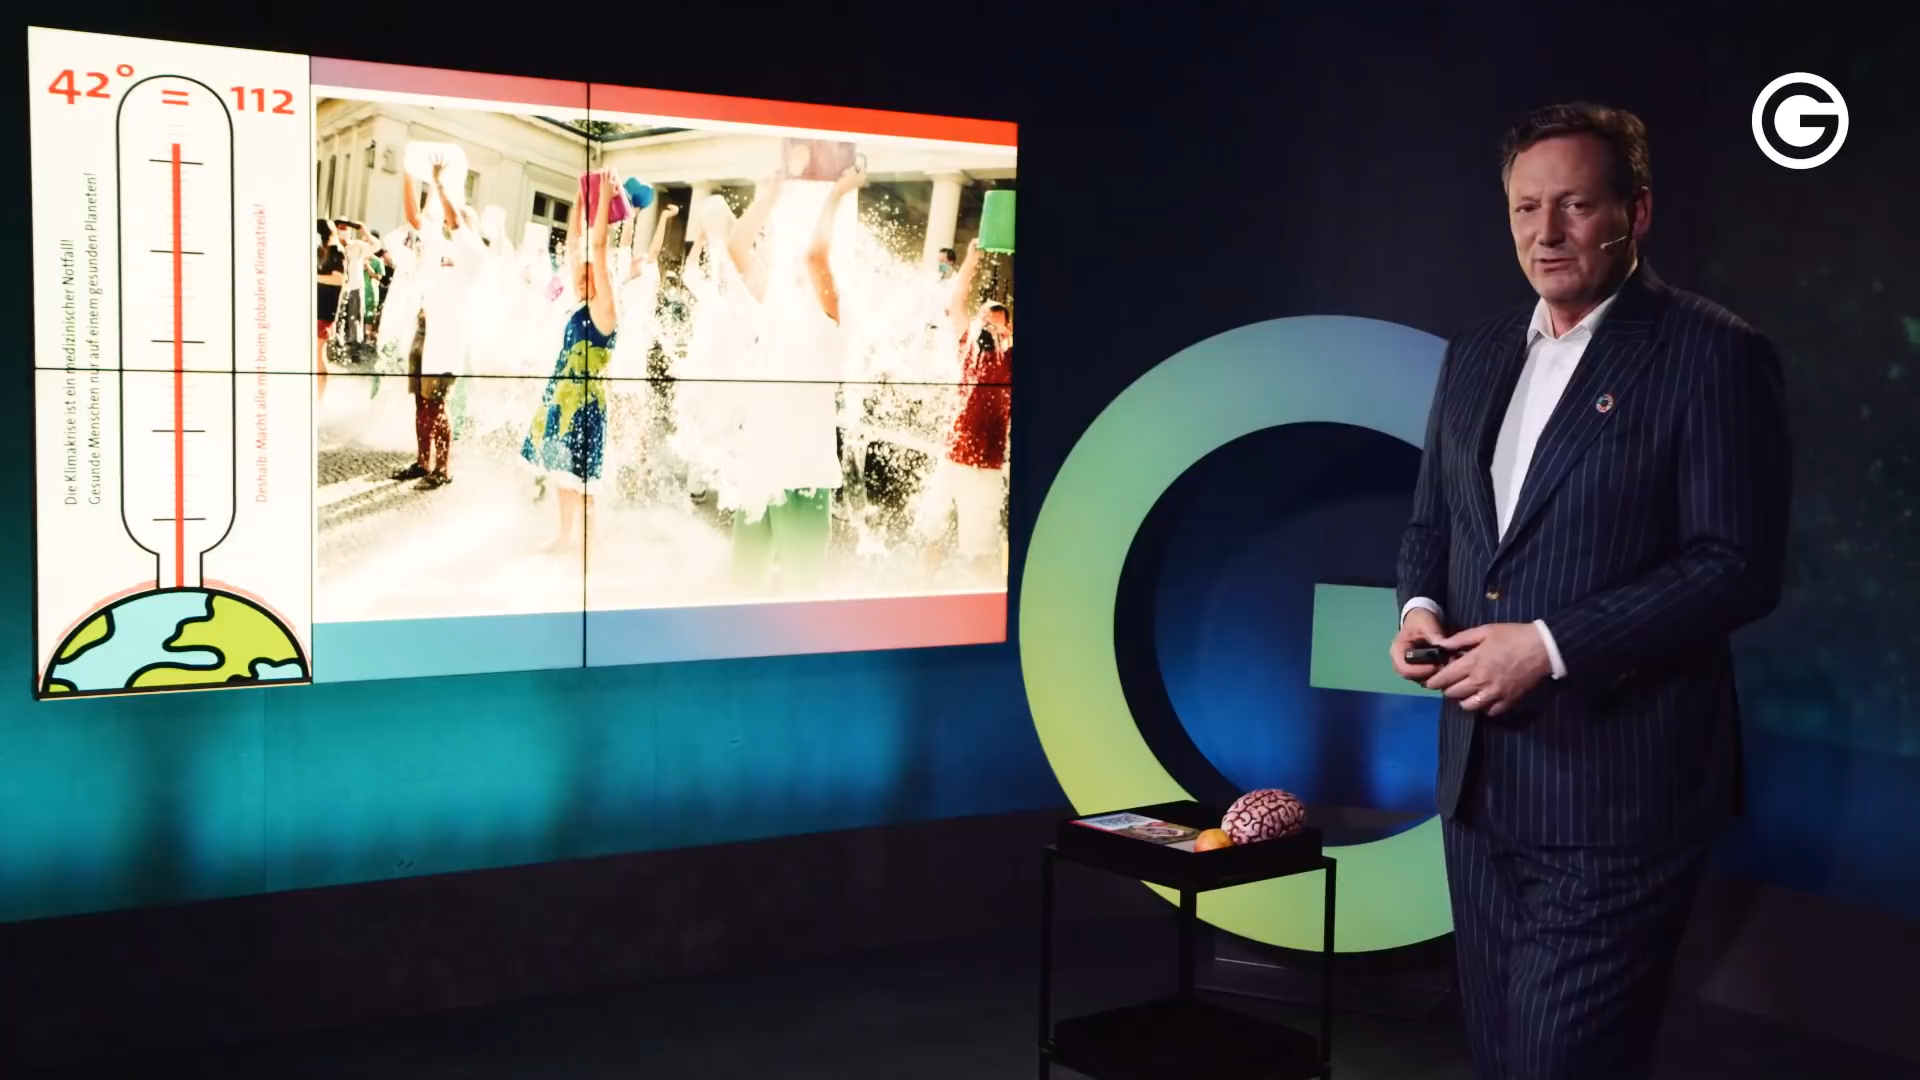 42° = 112
Die Klimakrise ist ein medizinischer Notfall!
Gesunde Menschen nur auf einem gesunden Planeten!
Deshalb: Macht alle mit beim globalen Klimastreik!
G